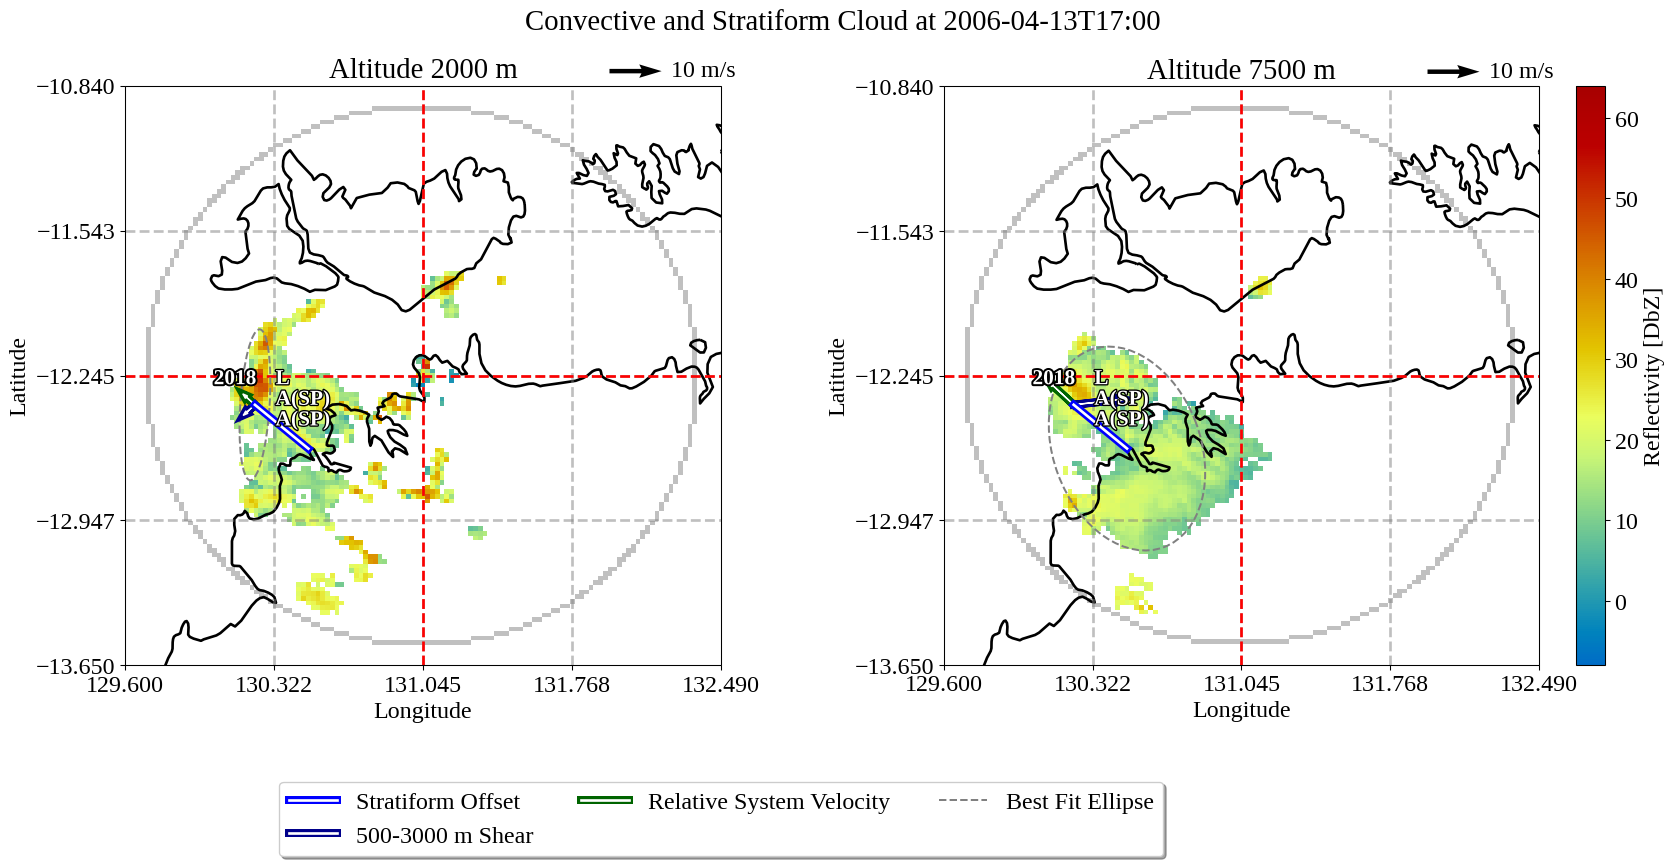 Convective and Stratiform Cloud at 2006-04-13T17:00
Altitude 2000 m
10 m/s
−10.840
−11.543
−12.245
−12.947
−13.650
Latitude
129.600
130.322
131.045
131.768
132.490
Longitude
2018
L
A(SP)
A(SP)
Altitude 7500 m
10 m/s
−10.840
−11.543
−12.245
−12.947
−13.650
Latitude
129.600
130.322
131.045
131.768
132.490
Longitude
2018
L
A(SP)
A(SP)
60
50
40
30
20
10
0
Reflectivity [DbZ]
Stratiform Offset
Relative System Velocity
Best Fit Ellipse
500-3000 m Shear